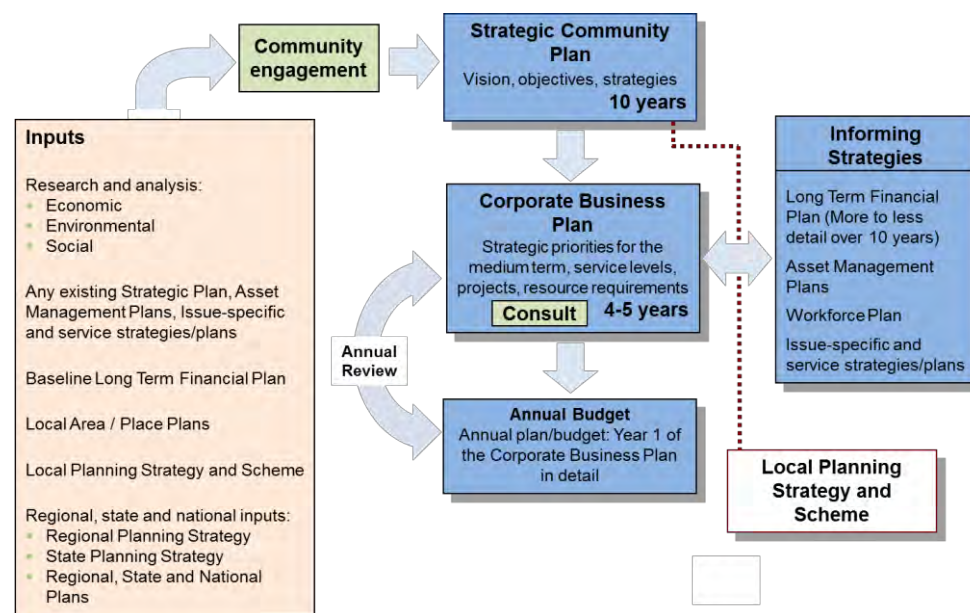 Community
engagement
Strategic Community
Plan
Vision, objectives, strategies
10 years
Inputs
Research and analysis:
Economic
Environmental
Social
Any existing Strategic Plan, Asset
Management Plans, Issue-specific
and service strategies/plans
Baseline Long Term Financial Plan
Local Area / Place Plans
Local Planning Strategy and Scheme
Regional, state and national inputs:
Regional Planning Strategy
State Planning Strategy
Regional, State and National
Plans
Corporate Business
Plan
Strategic priorities for the
medium term, service levels,
projects, resource requirements
Consult
4-5 years
Annual
Review
Annual Budget
Annual plan/budget: Year 1 of
the Corporate Business Plan
in detail
Informing
Strategies
Long Term Financial
Plan (More to less
detail over 10 years)
Asset Management
Plans
Workforce Plan
Issue-specific and
service strategies/plans
Local Planning
Strategy and
Scheme